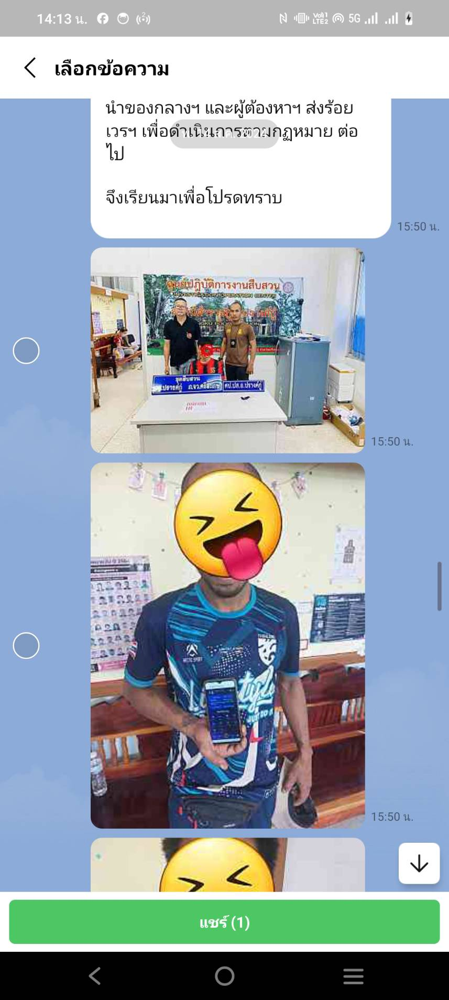 14:13 น.
5G
เลือกข้อความ
นำของกลางฯ และผู้ต้องหาฯ ส่งร้อย
เวรฯ เพื่อดำเนินการตามกฎหมาย ต่อ
ไป
จึงเรียนมาเพื่อโปรดทราบ
15:50 น.
ศูนย์ปฏิบัติการงานสืบสวน
INVESTIGATION OPERATION CENTER
ชุดสืบสวน
ภ.จว.ศรีสะเกษ
ศป.ปส.อ.ปรางค์กู่
15:50 น.
15:50 น.
แชร์ (1)